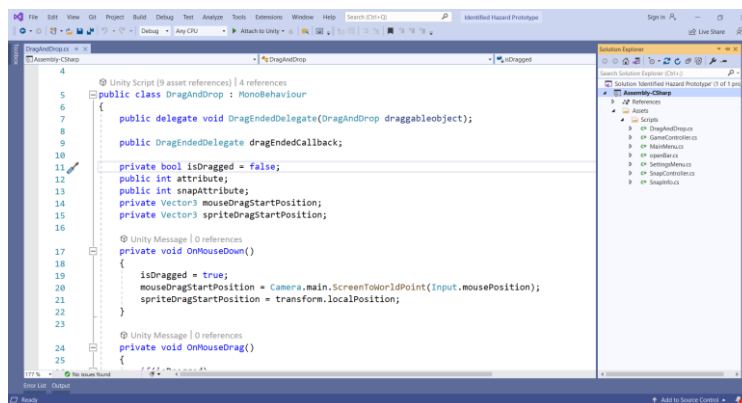 File Edit View Git Project Build Debug Test Analyze Tools Extensions Window Help Search (Ctrl+Q) Identified Hazard Prototype Sign in
Debug Any CPU Attach to Unity Live Share
Toolbox
DragAndDrop.cs
Assembly-CSharp DragAndDrop isDragged
4
Unity Script (9 asset references) | 4 references
5 public class DragAndDrop : MonoBehaviour
6 {
7 public delegate void DragEndedDelegate(DragAndDrop draggableobject);
8
9 public DragEndedDelegate dragEndedCallback;
10
11 private bool isDragged = false;
12 public int attribute;
13 public int snapAttribute;
14 private Vector3 mouseDragStartPosition;
15 private Vector3 spriteDragStartPosition;
16
Unity Message | 0 references
17 private void OnMouseDown()
18 {
19 isDragged = true;
20 mouseDragStartPosition = Camera.main.ScreenToWorldPoint(Input.mousePosition);
21 spriteDragStartPosition = transform.localPosition;
22 }
23
Unity Message | 0 references
24 private void OnMouseDrag()
25 {
177 % No issues found
Error List Output
Ready Add to Source Control
Solution Explorer
Search Solution Explorer (Ctrl+;)
Solution 'Identified Hazard Prototype' (1 of 1 proj
Assembly-CSharp
References
Assets
Scripts
C# DragAndDrop.cs
C# GameController.cs
C# MainMenu.cs
C# openBar.cs
C# SettingsMenu.cs
C# SnapController.cs
C# SnapInfo.cs